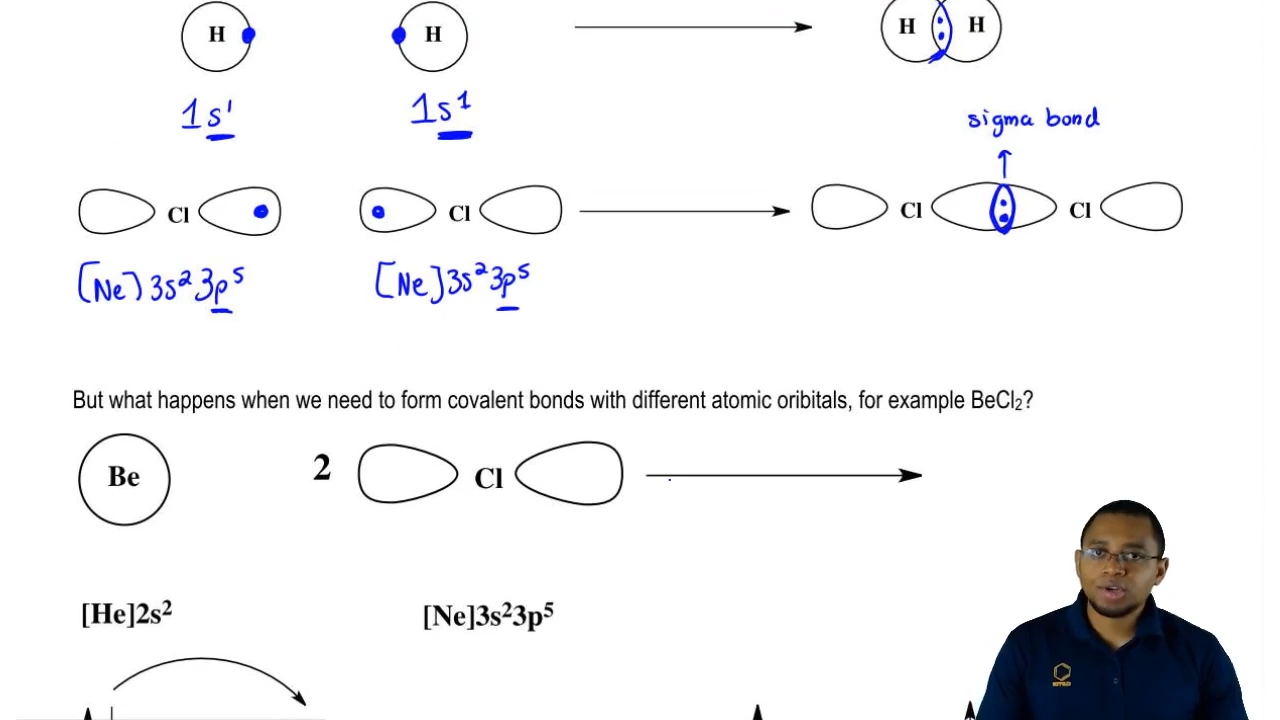 H H H H
1s¹ 1s¹
sigma bond
Cl Cl Cl Cl
[Ne)3s²3p⁵ [Ne]3s²3p⁵
But what happens when we need to form covalent bonds with different atomic oribitals, for example BeCl₂?
Be 2 Cl
[He]2s² [Ne]3s²3p⁵